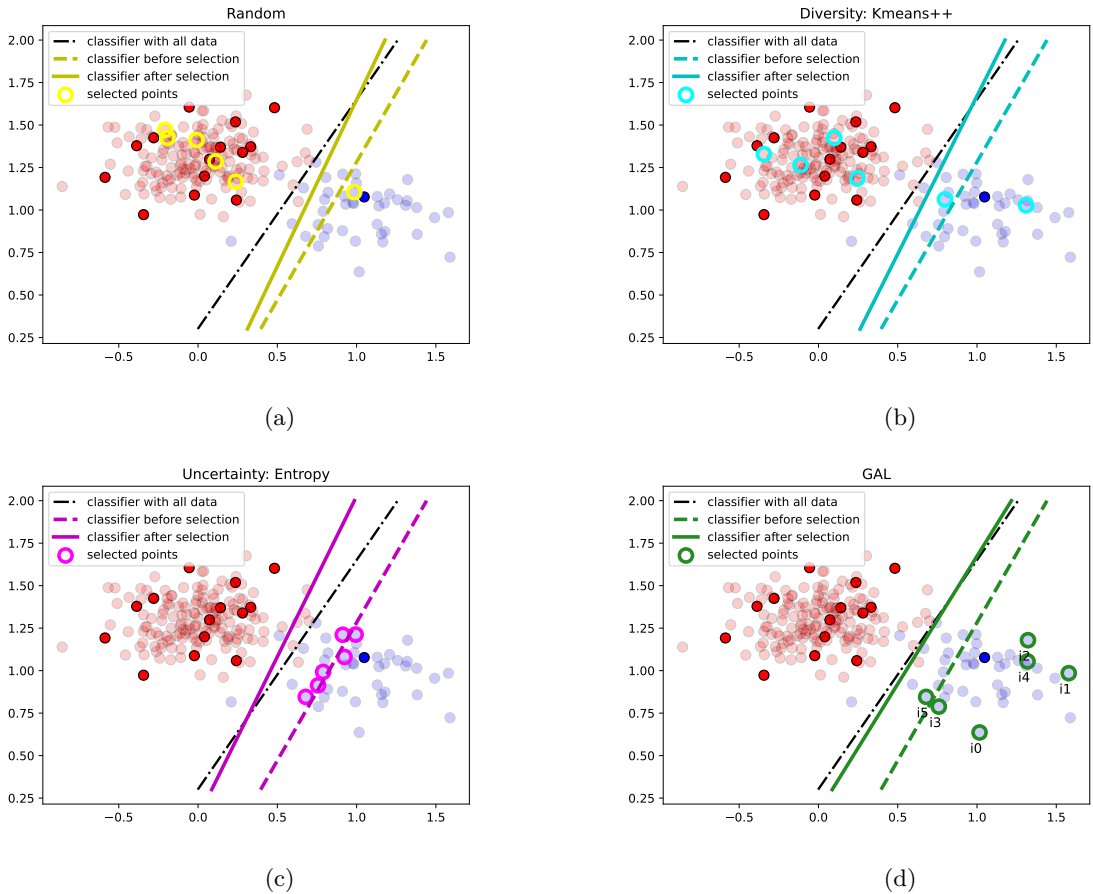 Random
classifier with all data
classifier before selection
classifier after selection
selected points
2.00
1.75
1.50
1.25
1.00
0.75
0.50
0.25
−0.5 0.0 0.5 1.0 1.5
(a)
Diversity: Kmeans++
classifier with all data
classifier before selection
classifier after selection
selected points
2.00
1.75
1.50
1.25
1.00
0.75
0.50
0.25
−0.5 0.0 0.5 1.0 1.5
(b)
Uncertainty: Entropy
classifier with all data
classifier before selection
classifier after selection
selected points
2.00
1.75
1.50
1.25
1.00
0.75
0.50
0.25
−0.5 0.0 0.5 1.0 1.5
(c)
GAL
classifier with all data
classifier before selection
classifier after selection
selected points
2.00
1.75
1.50
1.25
1.00
0.75
0.50
0.25
i2
i4
i1
i5
i3
i0
−0.5 0.0 0.5 1.0 1.5
(d)